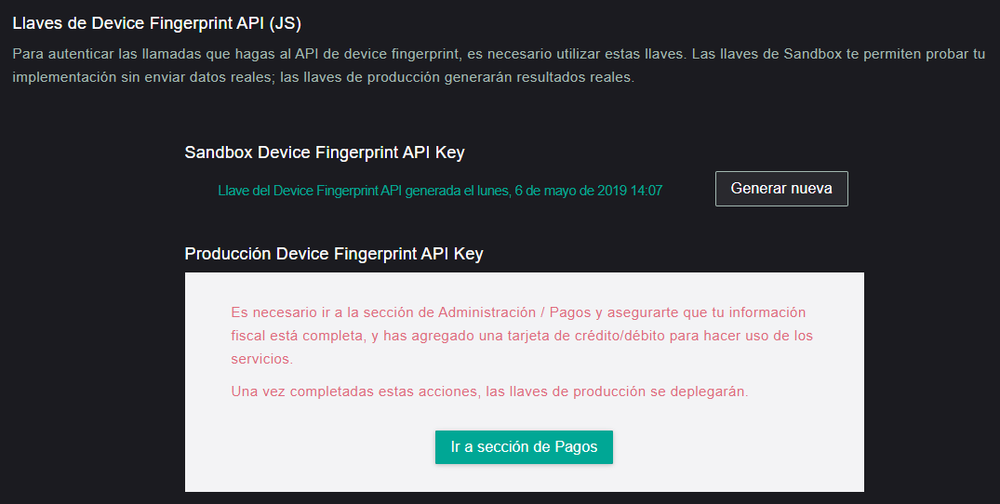 Llaves de Device Fingerprint API (JS)
Para autenticar las llamadas que hagas al API de device fingerprint, es necesario utilizar estas llaves. Las llaves de Sandbox te permiten probar tu
implementación sin enviar datos reales; las llaves de producción generarán resultados reales.
Sandbox Device Fingerprint API Key
Llave del Device Fingerprint API generada el lunes, 6 de mayo de 2019 14:07
Generar nueva
Producción Device Fingerprint API Key
Es necesario ir a la sección de Administración / Pagos y asegurarte que tu información
fiscal está completa, y has agregado una tarjeta de crédito/débito para hacer uso de los
servicios.
Una vez completadas estas acciones, las llaves de producción se deplegarán.
Ir a sección de Pagos